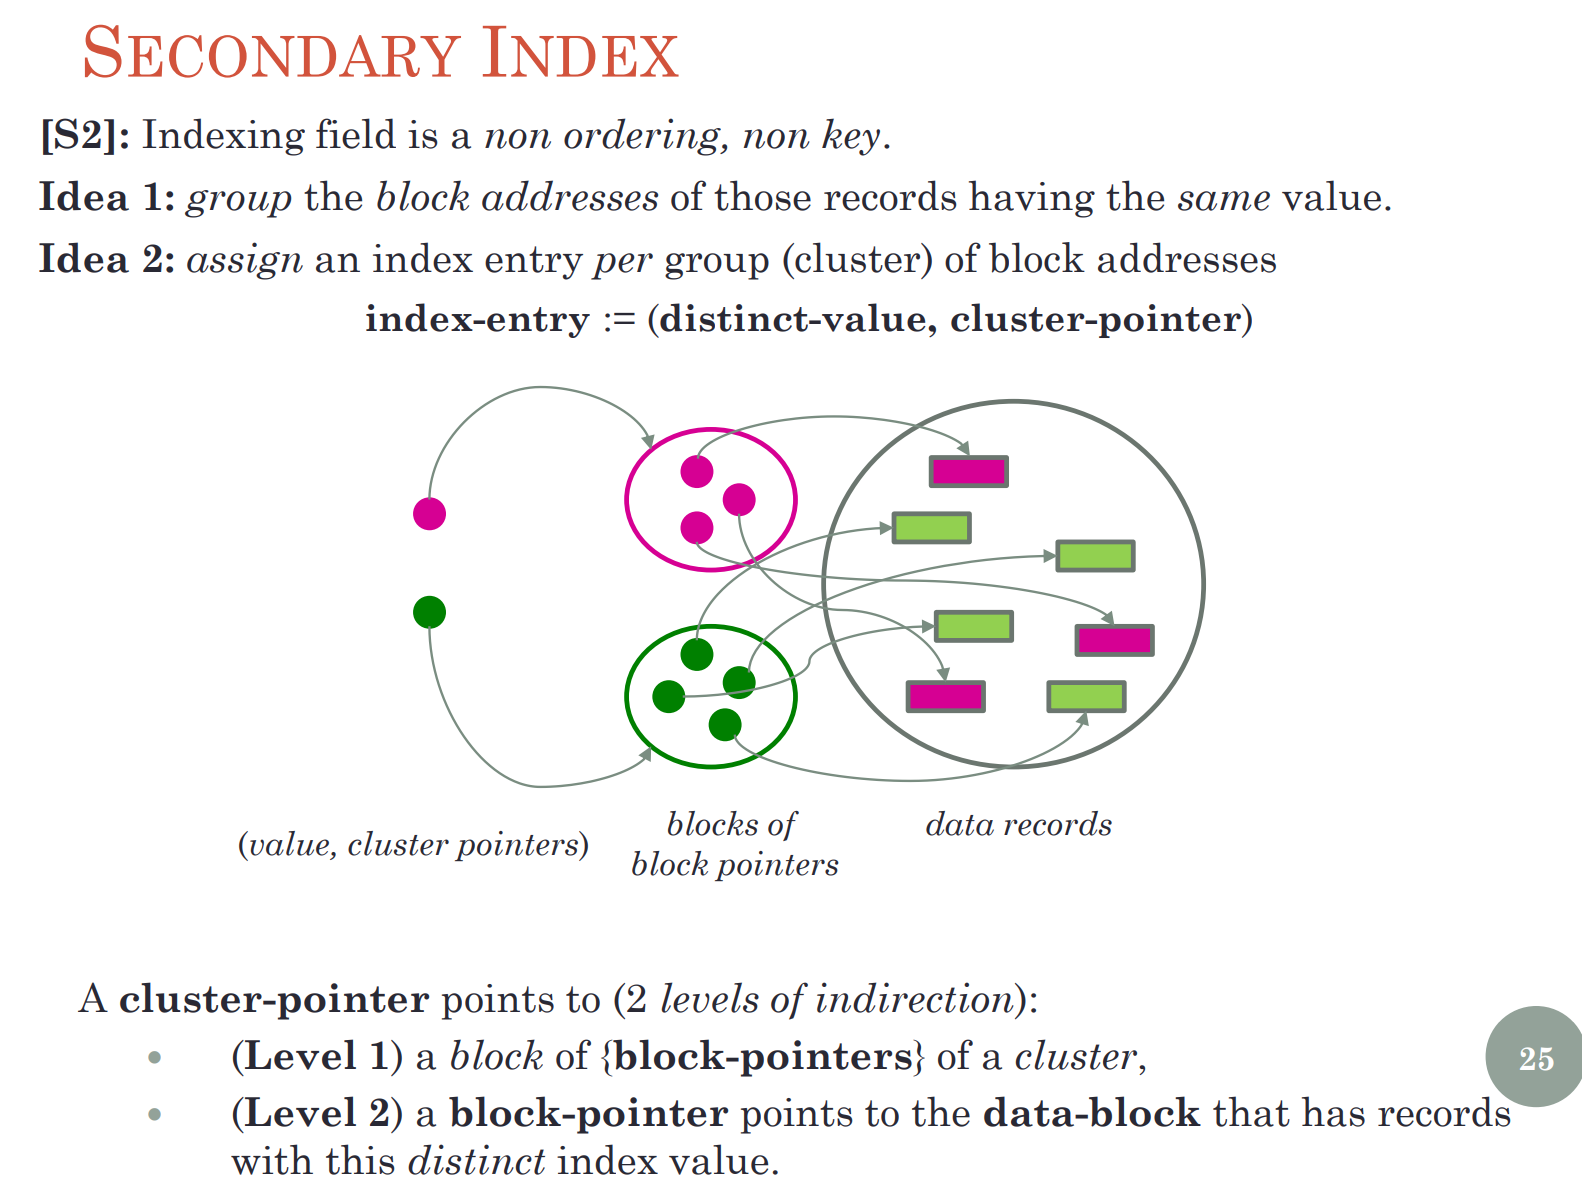 SECONDARY INDEX
[S2]: Indexing field is a non ordering, non key.
Idea 1: group the block addresses of those records having the same value.
Idea 2: assign an index entry per group (cluster) of block addresses
index-entry := (distinct-value, cluster-pointer)
(value, cluster pointers)
blocks of
block pointers
data records
A cluster-pointer points to (2 levels of indirection):
• (Level 1) a block of {block-pointers} of a cluster,
• (Level 2) a block-pointer points to the data-block that has records
with this distinct index value.
25